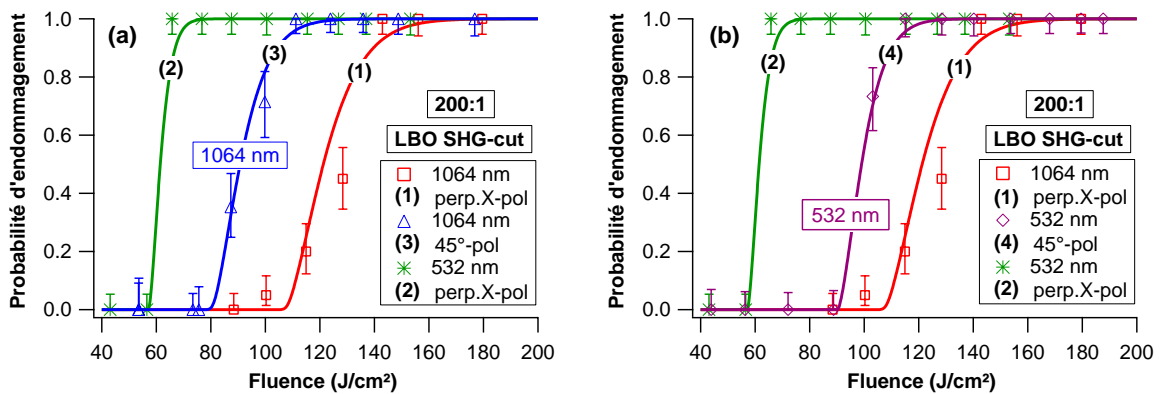 (a)
Probabilité d'endommagement
1.0
0.8
0.6
0.4
0.2
0.0
(2)
(3)
(1)
1064 nm
200:1
LBO SHG-cut
1064 nm
(1) perp.X-pol
1064 nm
(3) 45°-pol
532 nm
(2) perp.X-pol
40 60 80 100 120 140 160 180 200
Fluence (J/cm²)
(b)
Probabilité d'endommagement
1.0
0.8
0.6
0.4
0.2
0.0
(2)
(4)
(1)
532 nm
200:1
LBO SHG-cut
1064 nm
(1) perp.X-pol
532 nm
(4) 45°-pol
532 nm
(2) perp.X-pol
40 60 80 100 120 140 160 180 200
Fluence (J/cm²)